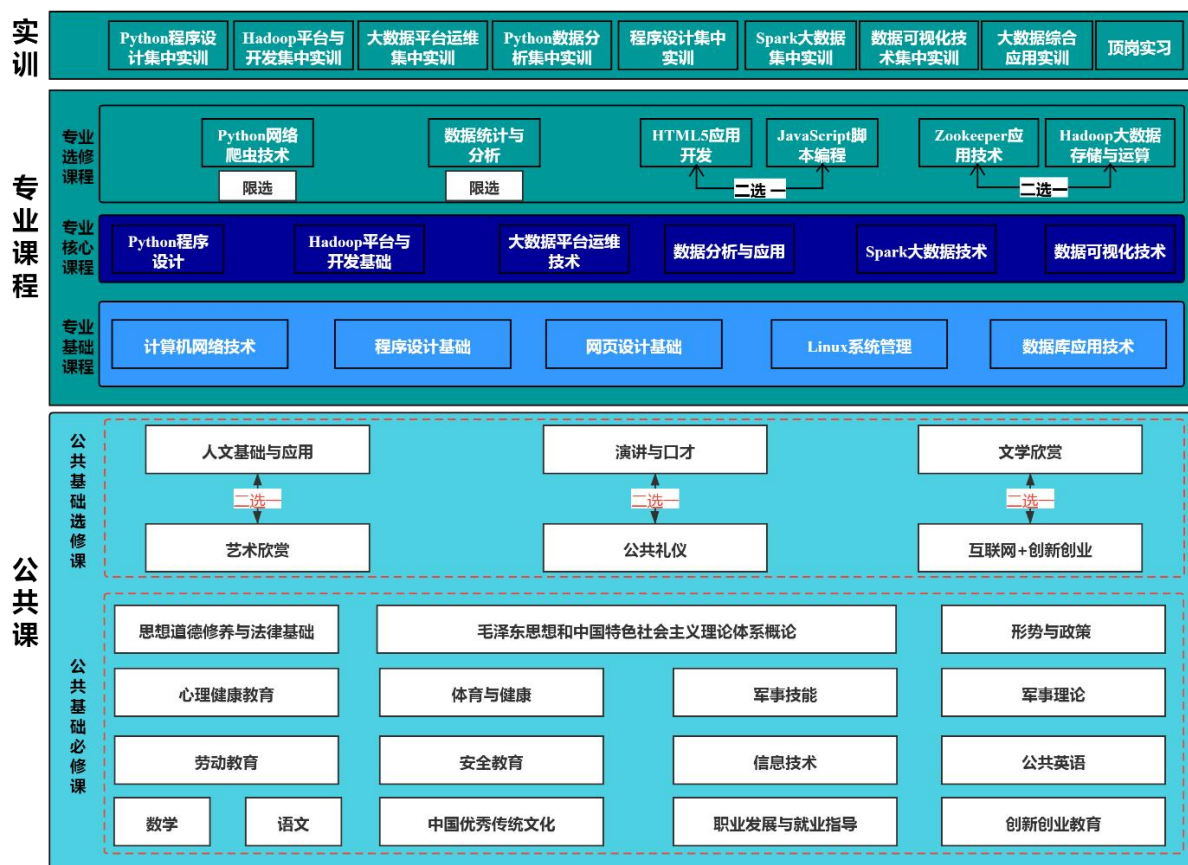 实训
Python程序设
计集中实训
Hadoop平台与
开发集中实训
大数据平台运维
集中实训
Python数据分
析集中实训
程序设计集中
实训
Spark大数据
集中实训
数据可视化技
术集中实训
大数据综合
应用实训
顶岗实习
专业课程
专业
选修
课程
Python网络
爬虫技术
限选
数据统计与
分析
限选
HTML5应用
开发
JavaScript脚
本编程
二选一
Zookeeper应
用技术
Hadoop大数据
存储与运算
二选一
专业
核心
课程
Python程序
设计
Hadoop平台与
开发基础
大数据平台运维
技术
数据分析与应用
Spark大数据技术
数据可视化技术
专业
基础
课程
计算机网络技术
程序设计基础
网页设计基础
Linux系统管理
数据库应用技术
公共课
公共基础选修课
人文基础与应用
演讲与口才
文学欣赏
二选一
二选一
二选一
艺术欣赏
公共礼仪
互联网+创新创业
公共基础必修课
思想道德修养与法律基础
毛泽东思想和中国特色社会主义理论体系概论
形势与政策
心理健康教育
体育与健康
军事技能
军事理论
劳动教育
安全教育
信息技术
公共英语
数学
语文
中国优秀传统文化
职业发展与就业指导
创新创业教育